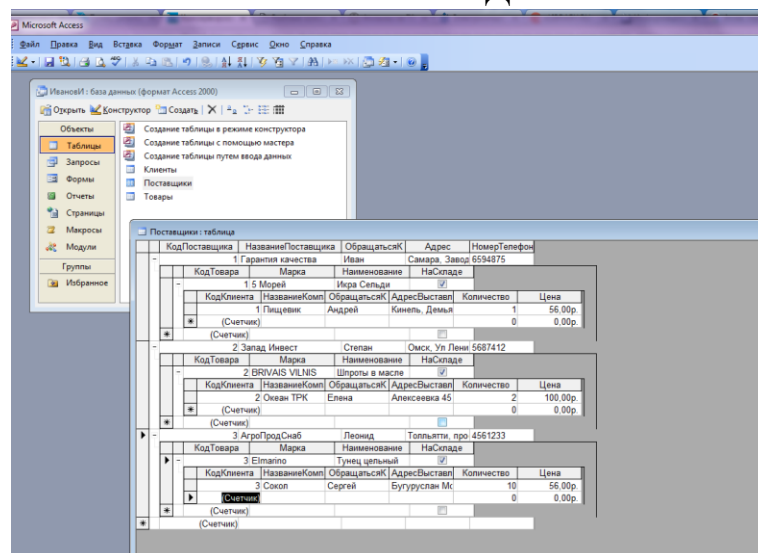 Microsoft Access
Файл Правка Вид Вставка Формат Записи Сервис Окно Справка
ИвановИ : база данных (формат Access 2000)
Открыть Конструктор Создать
Объекты
Таблицы
Запросы
Формы
Отчеты
Страницы
Макросы
Модули
Группы
Избранное
Создание таблицы в режиме конструктора
Создание таблицы с помощью мастера
Создание таблицы путем ввода данных
Клиенты
Поставщики
Товары
Поставщики : таблица
КодПоставщика НазваниеПоставщика ОбращатьсяК Адрес НомерТелефон
1 Гарантия качества Иван Самара, Завод 6594875
КодТовара Марка Наименование НаСкладе
1 5 Морей Икра Сельди
КодКлиента НазваниеКомп ОбращатьсяК АдресВыставл Количество Цена
1 Пищевик Андрей Кинель, Демья 1 56,00р.
(Счетчик) 0 0,00р.
(Счетчик)
2 Запад Инвест Степан Омск, Ул Лени 5687412
КодТовара Марка Наименование НаСкладе
2 BRIVAIS VILNIS Шпроты в масле
КодКлиента НазваниеКомп ОбращатьсяК АдресВыставл Количество Цена
2 Океан ТРК Елена Алексеевка 45 2 100,00р.
(Счетчик) 0 0,00р.
(Счетчик)
3 АгроПродСнаб Леонид Толльятти, про 4561233
КодТовара Марка Наименование НаСкладе
3 Elmarino Тунец цельный
КодКлиента НазваниеКомп ОбращатьсяК АдресВыставл Количество Цена
3 Сокол Сергей Бугуруслан Мо 10 56,00р.
(Счетчик) 0 0,00р.
(Счетчик)
(Счетчик)